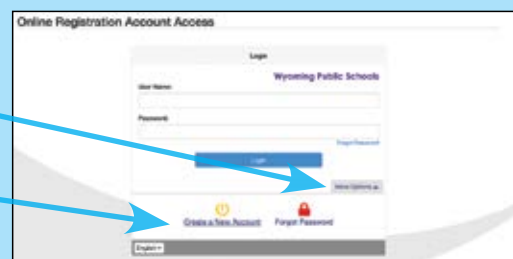 Online Registration Account Access
Login
Wyoming Public Schools
User Name:
Password:
Forgot Password
Login
More Options
Create a New Account
Forgot Password
English